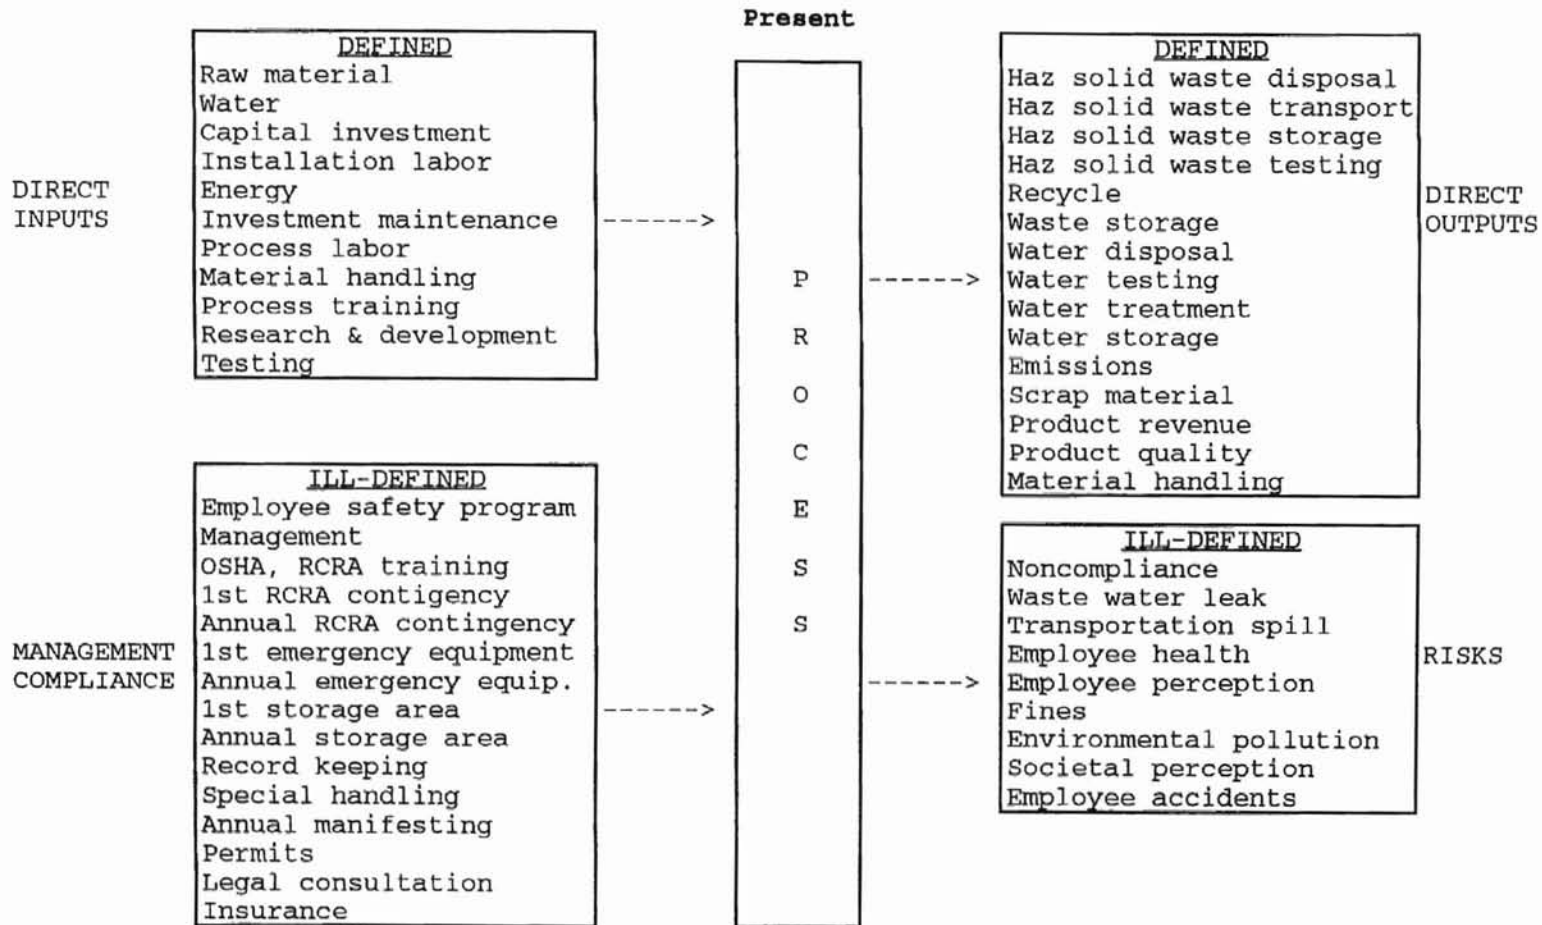 Present
DIRECT
INPUTS
DEFINED
Raw material
Water
Capital investment
Installation labor
Energy
Investment maintenance
Process labor
Material handling
Process training
Research & development
Testing
------>
MANAGEMENT
COMPLIANCE
ILL-DEFINED
Employee safety program
Management
OSHA, RCRA training
1st RCRA contigency
Annual RCRA contingency
1st emergency equipment
Annual emergency equip.
1st storage area
Annual storage area
Record keeping
Special handling
Annual manifesting
Permits
Legal consultation
Insurance
------>
P
R
O
C
E
S
S
------>
DEFINED
Haz solid waste disposal
Haz solid waste transport
Haz solid waste storage
Haz solid waste testing
Recycle
Waste storage
Water disposal
Water testing
Water treatment
Water storage
Emissions
Scrap material
Product revenue
Product quality
Material handling
DIRECT
OUTPUTS
------>
ILL-DEFINED
Noncompliance
Waste water leak
Transportation spill
Employee health
Employee perception
Fines
Environmental pollution
Societal perception
Employee accidents
RISKS